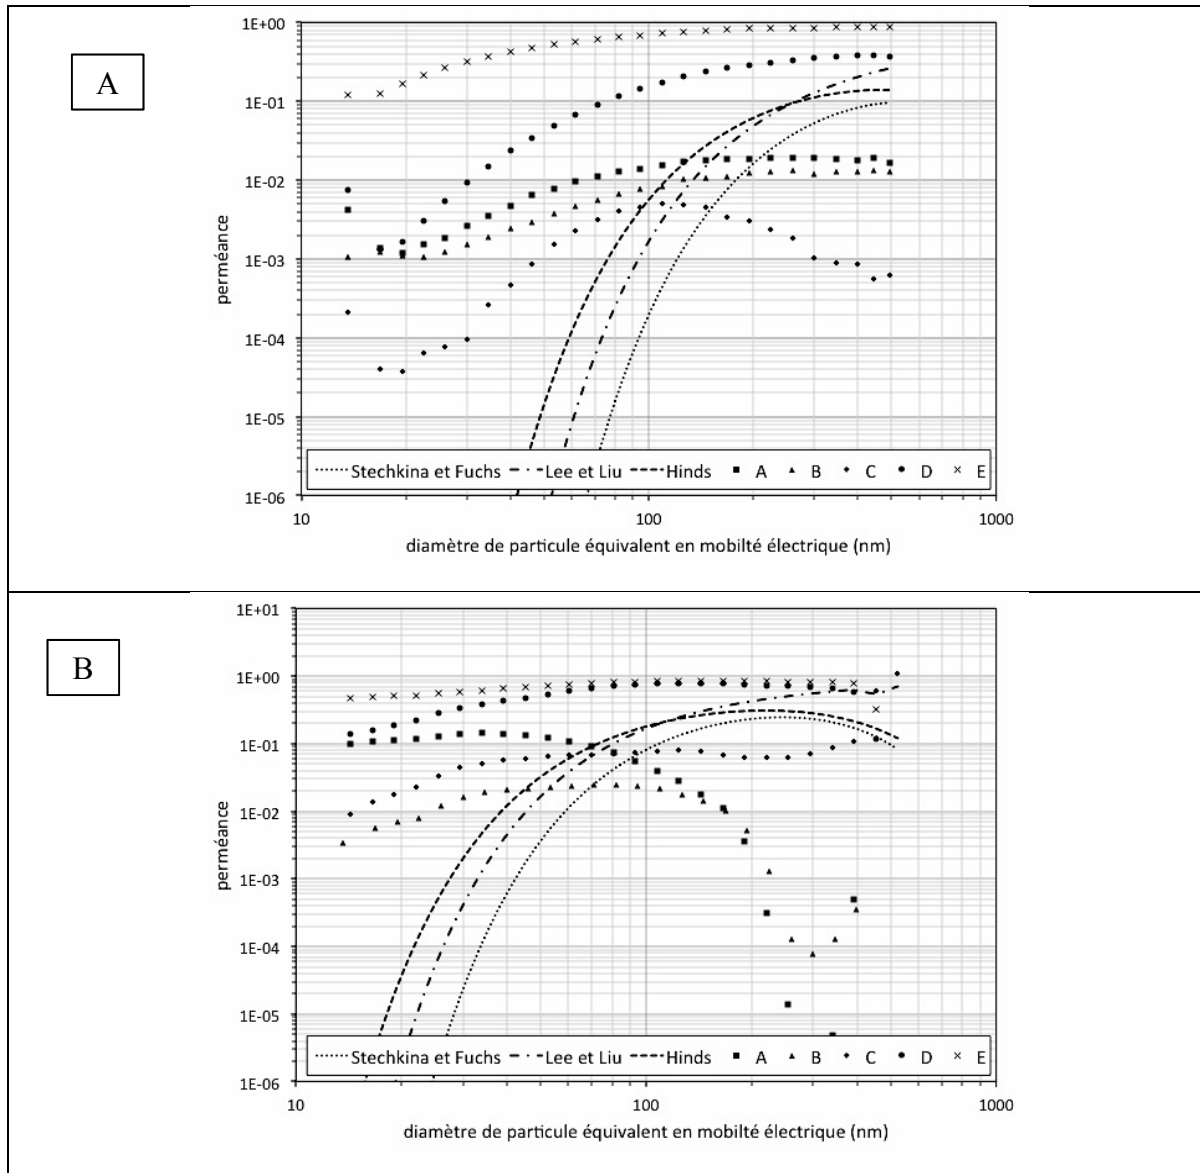 A
1E+00
1E-01
1E-02
1E-03
1E-04
1E-05
1E-06
perméance
Stechkina et Fuchs Lee et Liu Hinds A B C D E
10 100 1000
diamètre de particule équivalent en mobilté électrique (nm)
B
1E+01
1E+00
1E-01
1E-02
1E-03
1E-04
1E-05
1E-06
perméance
Stechkina et Fuchs Lee et Liu Hinds A B C D E
10 100 1000
diamètre de particule équivalent en mobilté électrique (nm)